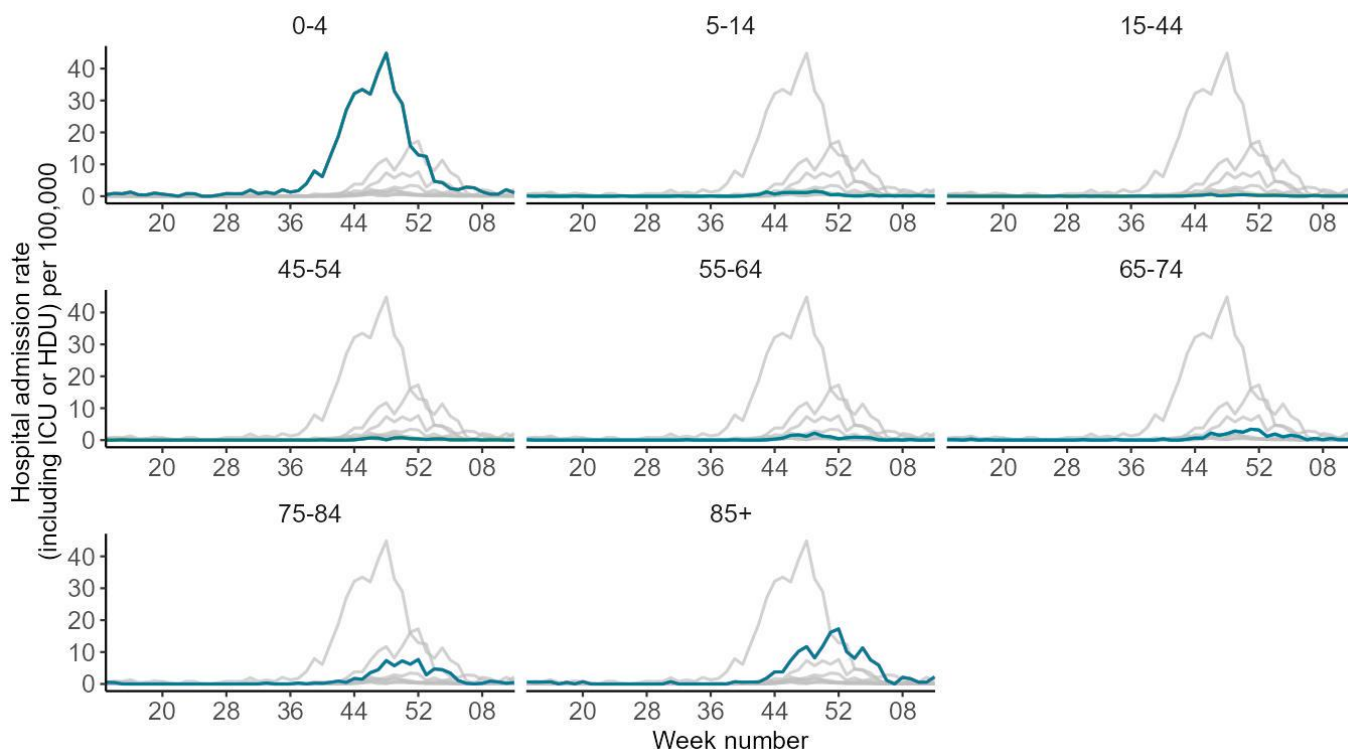 0-4 5-14 15-44
40
30
20
10
0
20 28 36 44 52 08 20 28 36 44 52 08 20 28 36 44 52 08
45-54 55-64 65-74
40
30
20
10
0
20 28 36 44 52 08 20 28 36 44 52 08 20 28 36 44 52 08
75-84 85+
40
30
20
10
0
20 28 36 44 52 08 20 28 36 44 52 08
Hospital admission rate
(including ICU or HDU) per 100,000
Week number